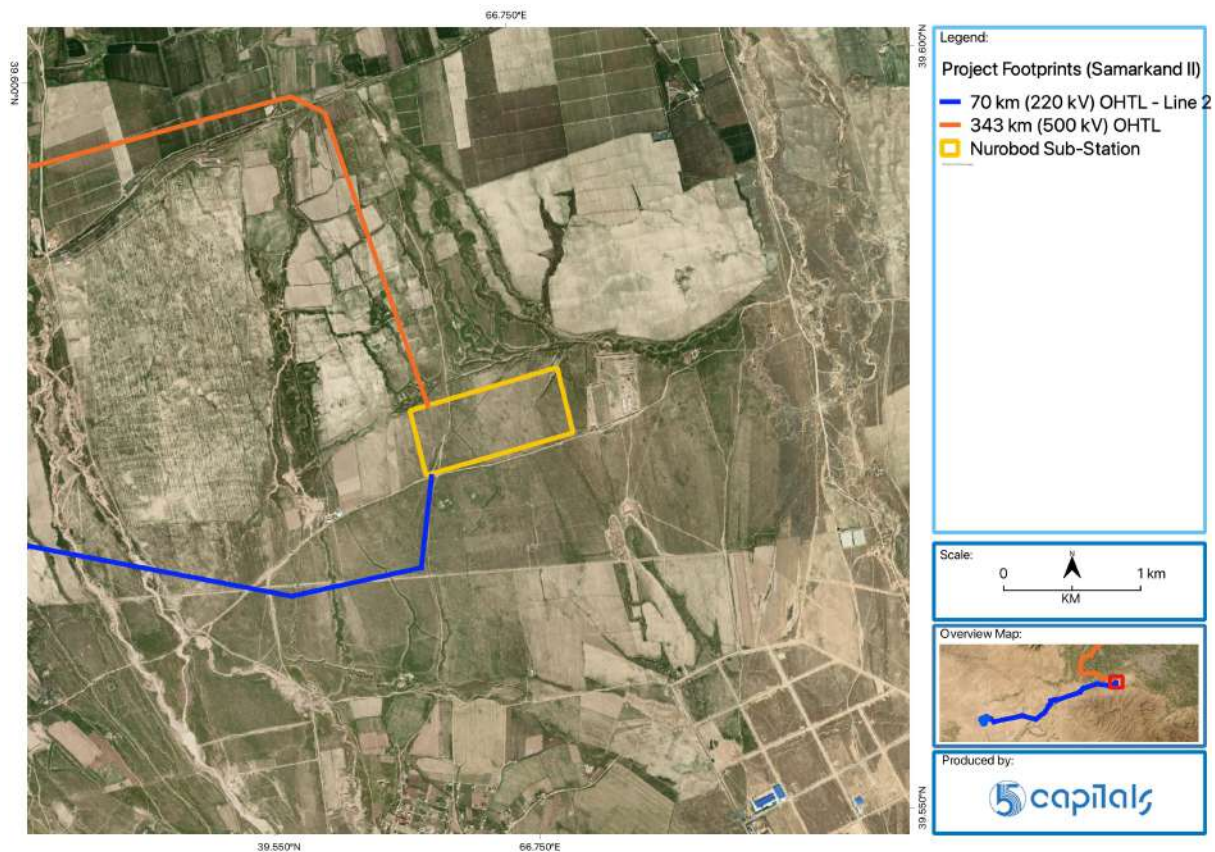 66.750°E
39.600°N
39.600°N
Legend:
Project Footprints (Samarkand II)
70 km (220 kV) OHTL - Line 2
343 km (500 kV) OHTL
Nurobod Sub-Station
Scale:
N
0 1 km
KM
Overview Map:
Produced by:
5 capitals
39.550°N
39.550°N
66.750°E